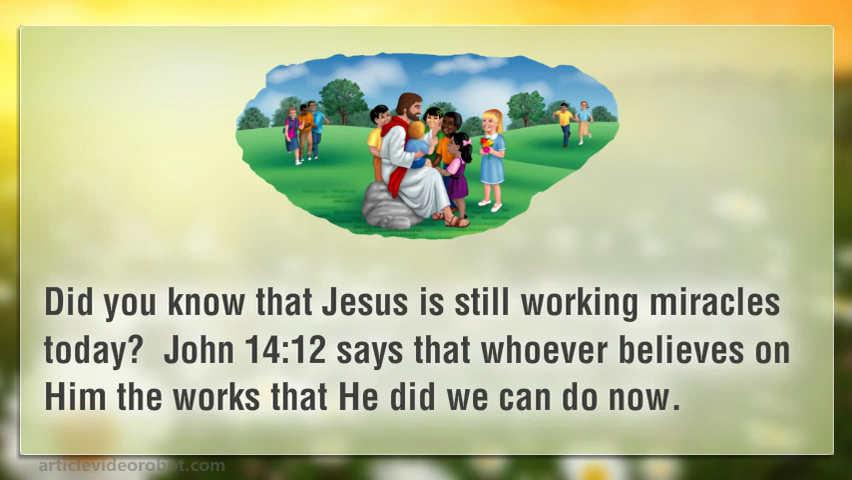 Did you know that Jesus is still working miracles
today?  John 14:12 says that whoever believes on
Him the works that He did we can do now.
articlevideorobot.com